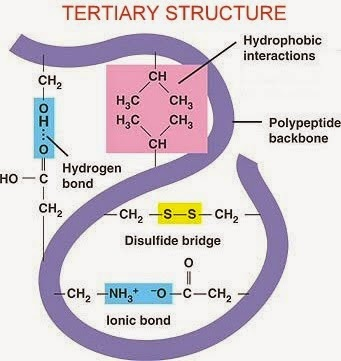 TERTIARY STRUCTURE
Hydrophobic
interactions
CH₂
CH
O
H₃C CH₃
H
H₃C CH₃
Polypeptide
backbone
O
CH
Hydrogen
bond
HO — C
CH₂
—CH₂ —S—S—CH₂ —
Disulfide bridge
O
—CH₂ —NH₃⁺ ⁻O—C—CH₂
Ionic bond